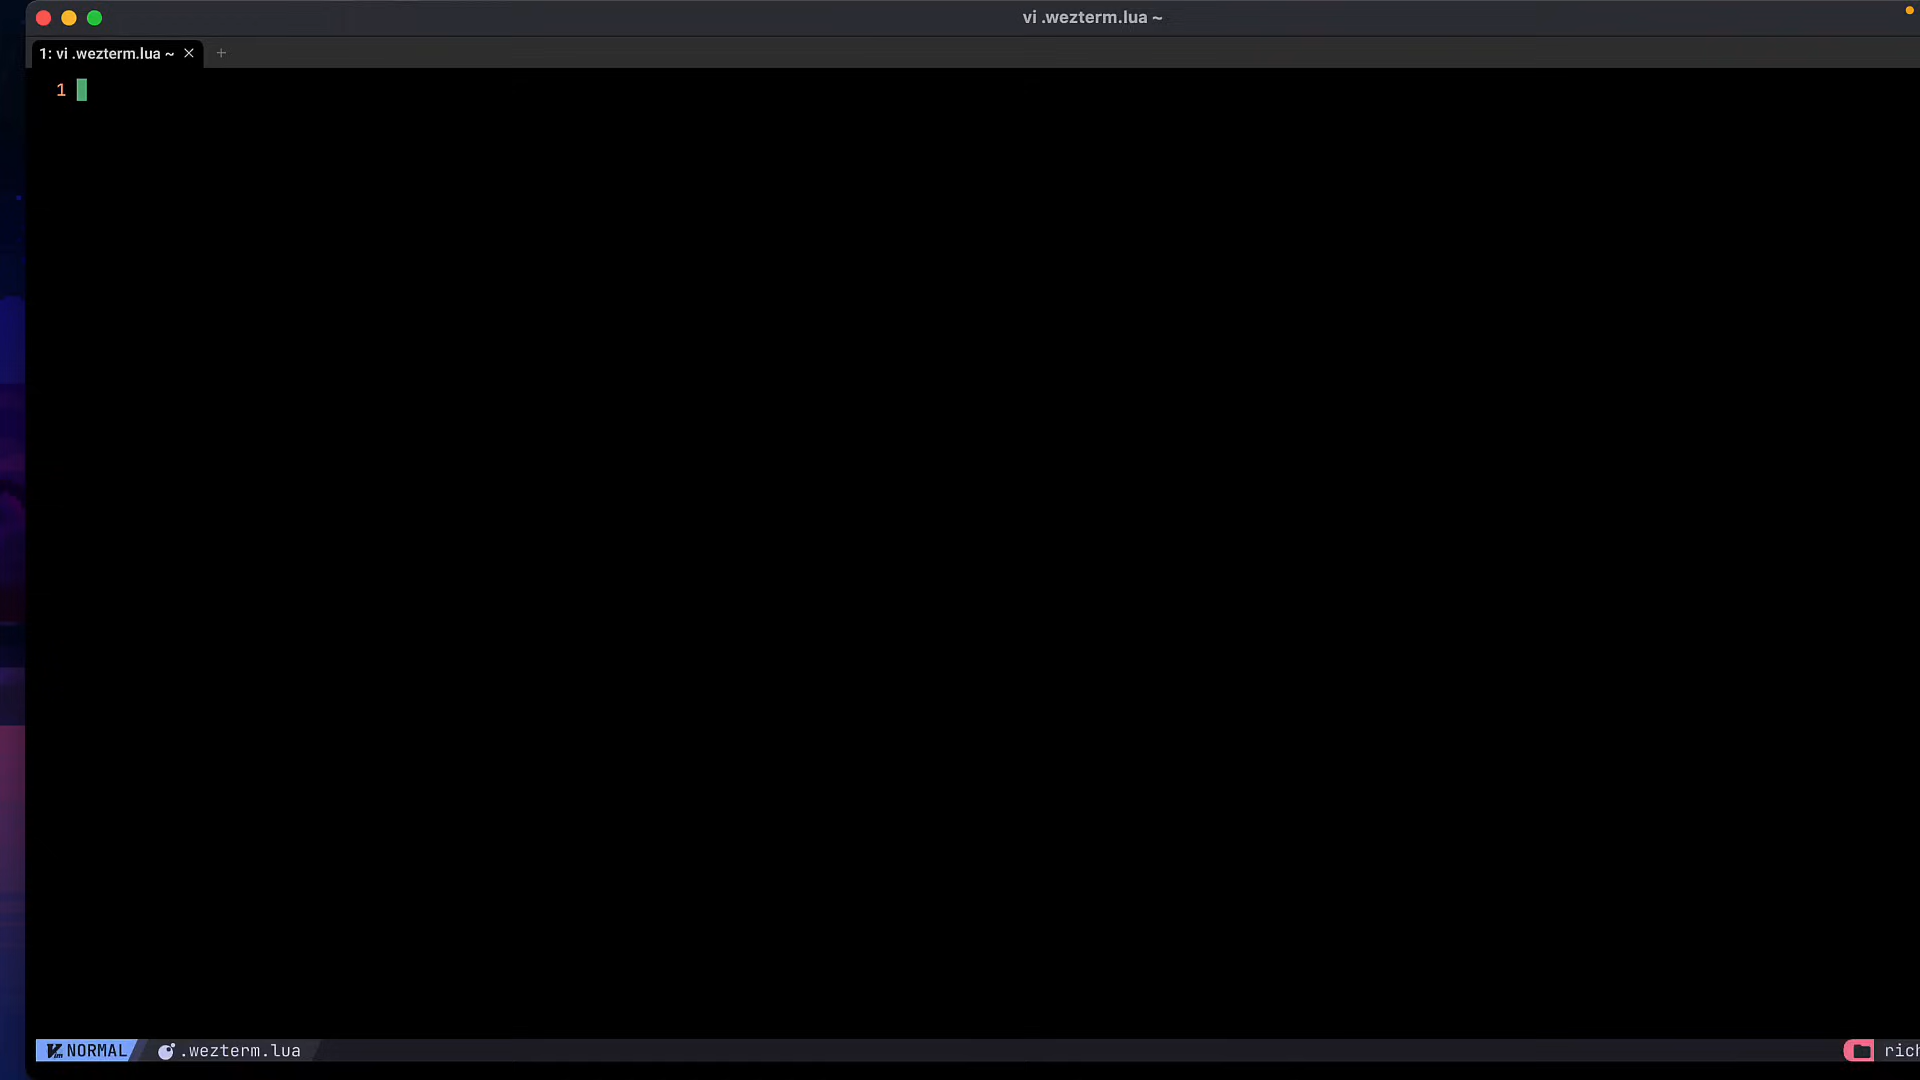 vi .wezterm.lua ~
1: vi .wezterm.lua ~ ✕ +
1
NORMAL .wezterm.lua rich